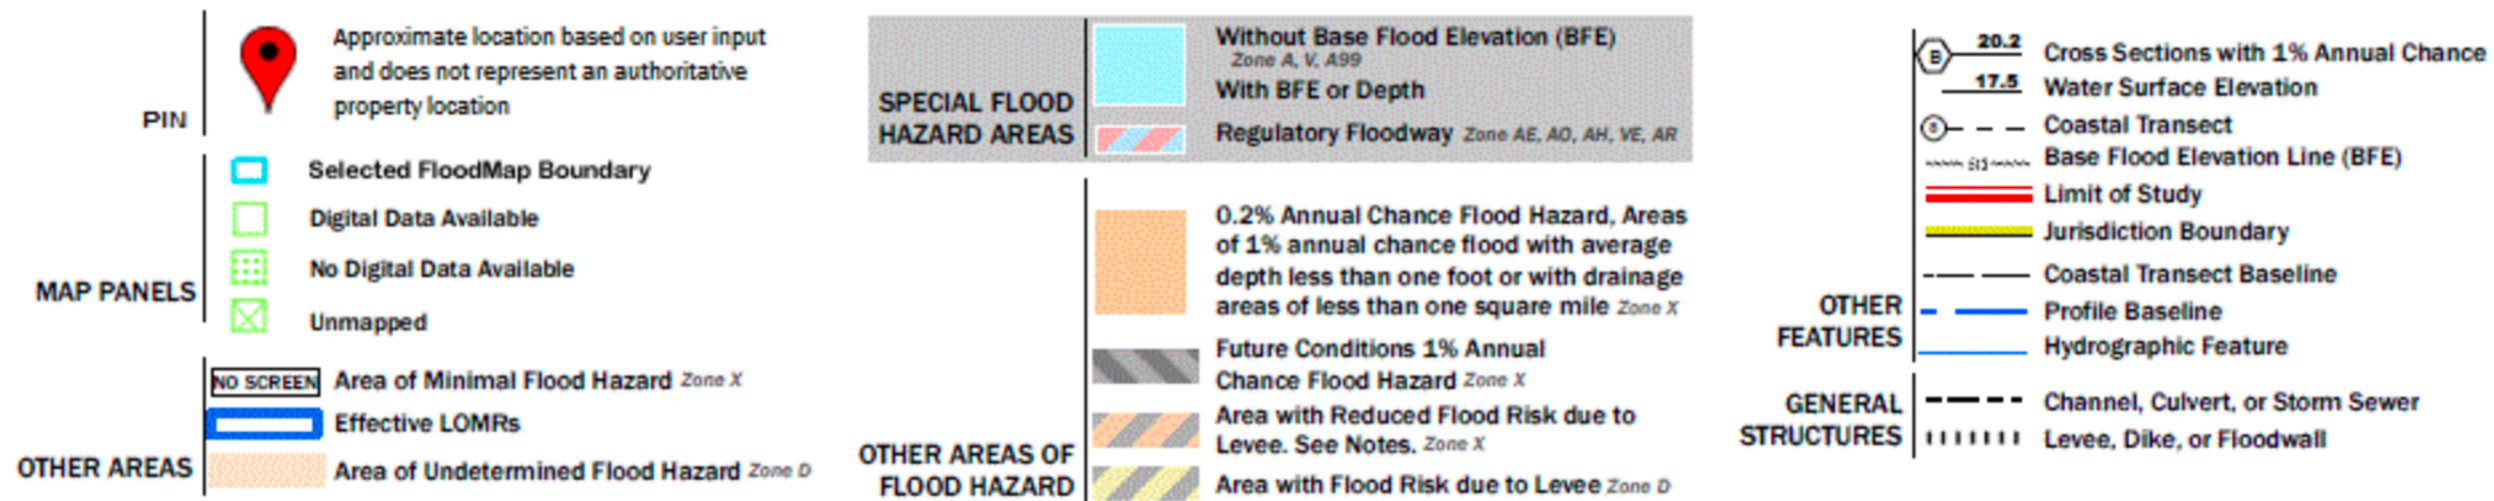 PIN
Approximate location based on user input
and does not represent an authoritative
property location
MAP PANELS
Selected FloodMap Boundary
Digital Data Available
No Digital Data Available
Unmapped
OTHER AREAS
NO SCREEN Area of Minimal Flood Hazard Zone X
Effective LOMRs
Area of Undetermined Flood Hazard Zone D
SPECIAL FLOOD
HAZARD AREAS
Without Base Flood Elevation (BFE)
Zone A, V, A99
With BFE or Depth
Regulatory Floodway Zone AE, AO, AH, VE, AR
OTHER AREAS OF
FLOOD HAZARD
0.2% Annual Chance Flood Hazard, Areas
of 1% annual chance flood with average
depth less than one foot or with drainage
areas of less than one square mile Zone X
Future Conditions 1% Annual
Chance Flood Hazard Zone X
Area with Reduced Flood Risk due to
Levee. See Notes. Zone X
Area with Flood Risk due to Levee Zone D
OTHER
FEATURES
B 20.2 Cross Sections with 1% Annual Chance
17.5 Water Surface Elevation
Coastal Transect
Base Flood Elevation Line (BFE)
Limit of Study
Jurisdiction Boundary
Coastal Transect Baseline
Profile Baseline
Hydrographic Feature
GENERAL
STRUCTURES
Channel, Culvert, or Storm Sewer
Levee, Dike, or Floodwall